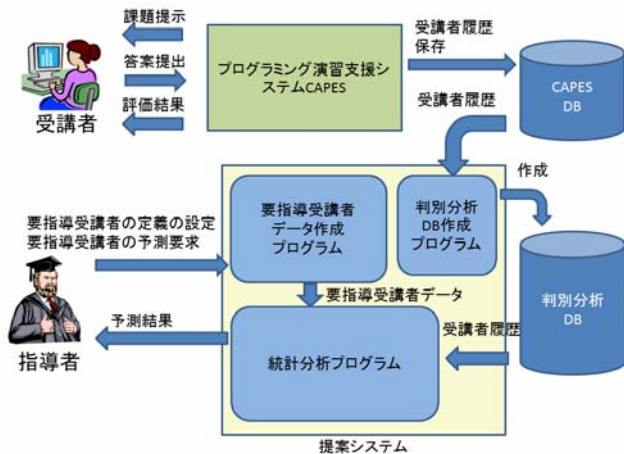 課題提示
答案提出
評価結果
受講者
プログラミング演習支援シ
ステムCAPES
受講者履歴
保存
CAPES
DB
受講者履歴
作成
要指導受講者の定義の設定
要指導受講者の予測要求
要指導受講者
データ作成
プログラム
判別分析
DB作成
プログラム
要指導受講者データ
判別分析
DB
指導者
予測結果
統計分析プログラム
受講者履歴
提案システム